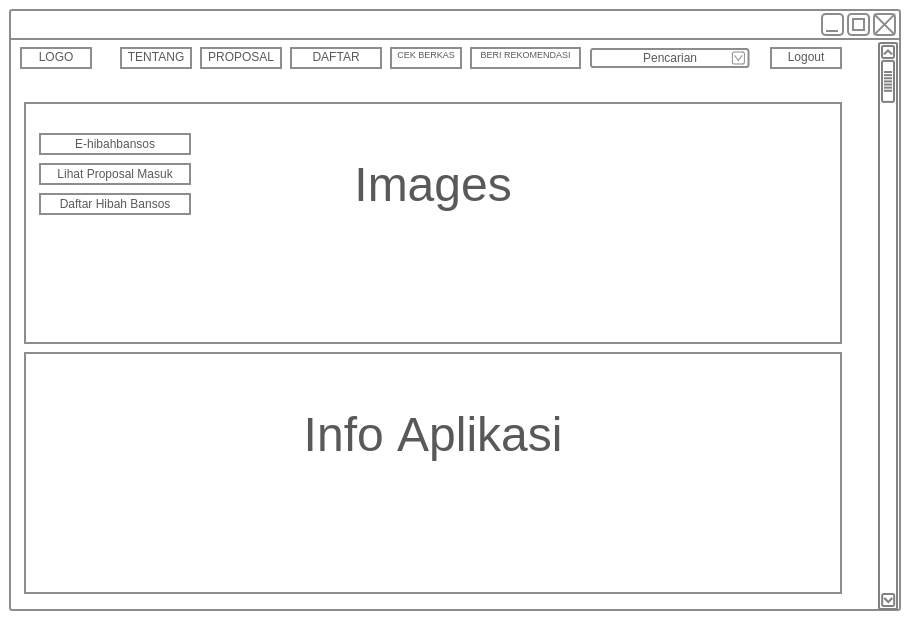 LOGO
TENTANG
PROPOSAL
DAFTAR
CEK BERKAS
BERI REKOMENDASI
Pencarian
Logout
E-hibahbansos
Lihat Proposal Masuk
Daftar Hibah Bansos
Images
Info Aplikasi